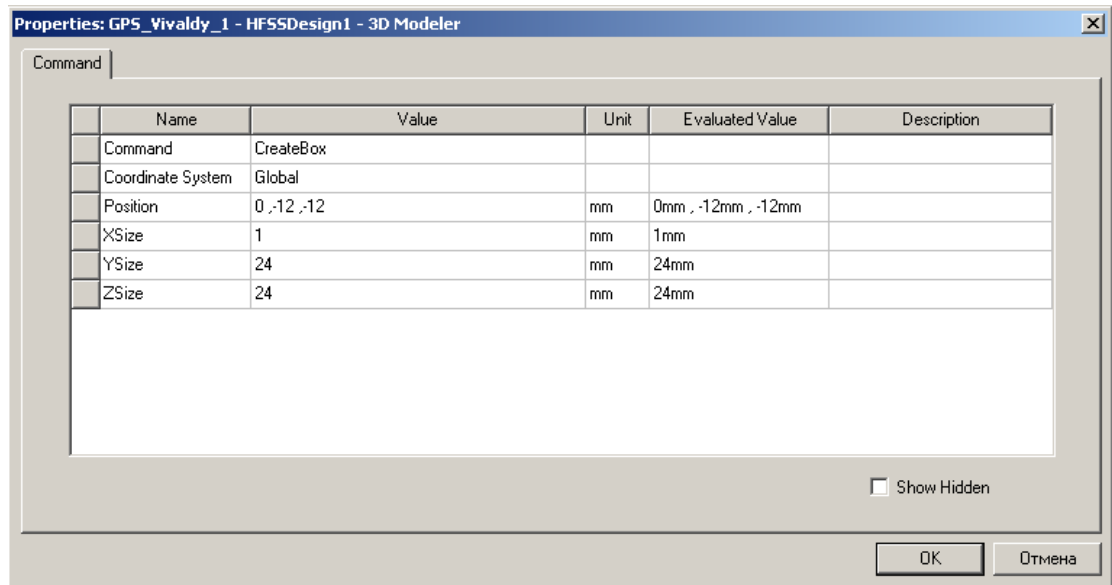 Properties: GPS_Vivaldy_1 - HFSSDesign1 - 3D Modeler
Command
Name Value Unit Evaluated Value Description
Command CreateBox
Coordinate System Global
Position 0 ,-12 ,-12 mm 0mm , -12mm , -12mm
XSize 1 mm 1mm
YSize 24 mm 24mm
ZSize 24 mm 24mm
Show Hidden
OK Отмена